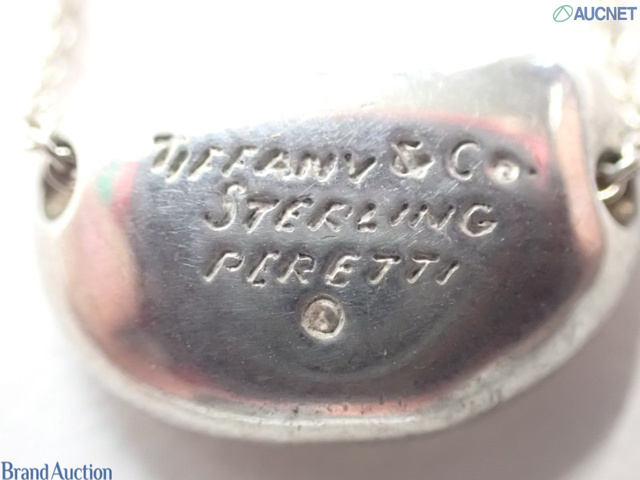 AUCNET
TIFFANY & Co.
STERLING
PERETTI
Brand Auction